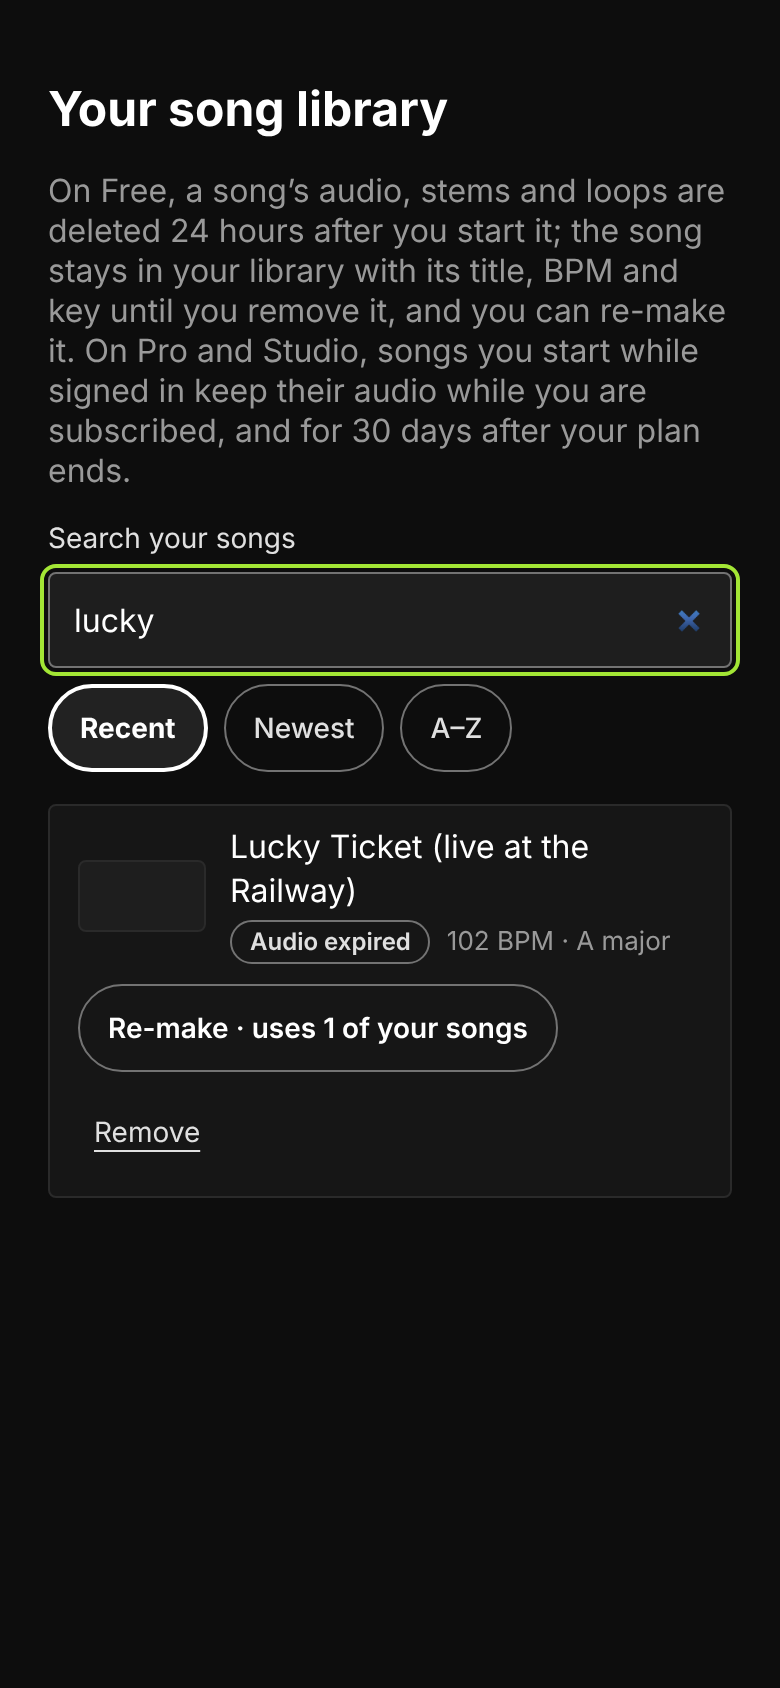 Your song library
On Free, a song’s audio, stems and loops are
deleted 24 hours after you start it; the song
stays in your library with its title, BPM and
key until you remove it, and you can re-make
it. On Pro and Studio, songs you start while
signed in keep their audio while you are
subscribed, and for 30 days after your plan
ends.
Search your songs
lucky
Recent Newest A–Z
Lucky Ticket (live at the
Railway)
Audio expired 102 BPM · A major
Re-make · uses 1 of your songs
Remove